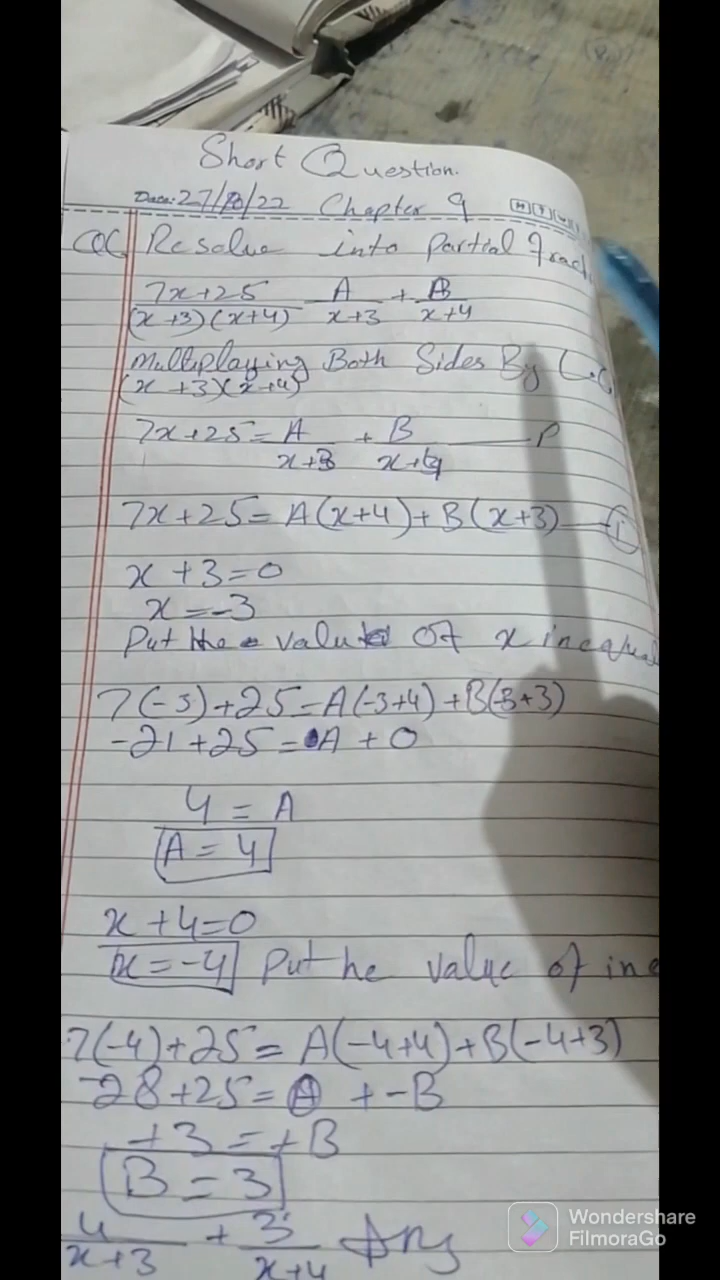 Short Question.
Date: 27/8/22 Chapter 9
Resolve into Partial Fract
7x+25 A + B
(x+3)(x+4) x+3 x+4
Multiplaying Both Sides By L.C
(x+3)(x+4)
7x+25= A + B
x+3 x+4
7x+25=A(x+4)+B(x+3) 1
x+3=0
x=-3
Put the value Of x in
7(-3)+25=A(-3+4)+B(-3+3)
-21+25=A+0
4=A
A=4
x+4=0
x=-4 Put he value of in
7(-4)+25=A(-4+4)+B(-4+3)
-28+25= +-B
+3=+B
B=3
4 + 3 Ans
x+3 x+4
Wondershare
FilmoraGo